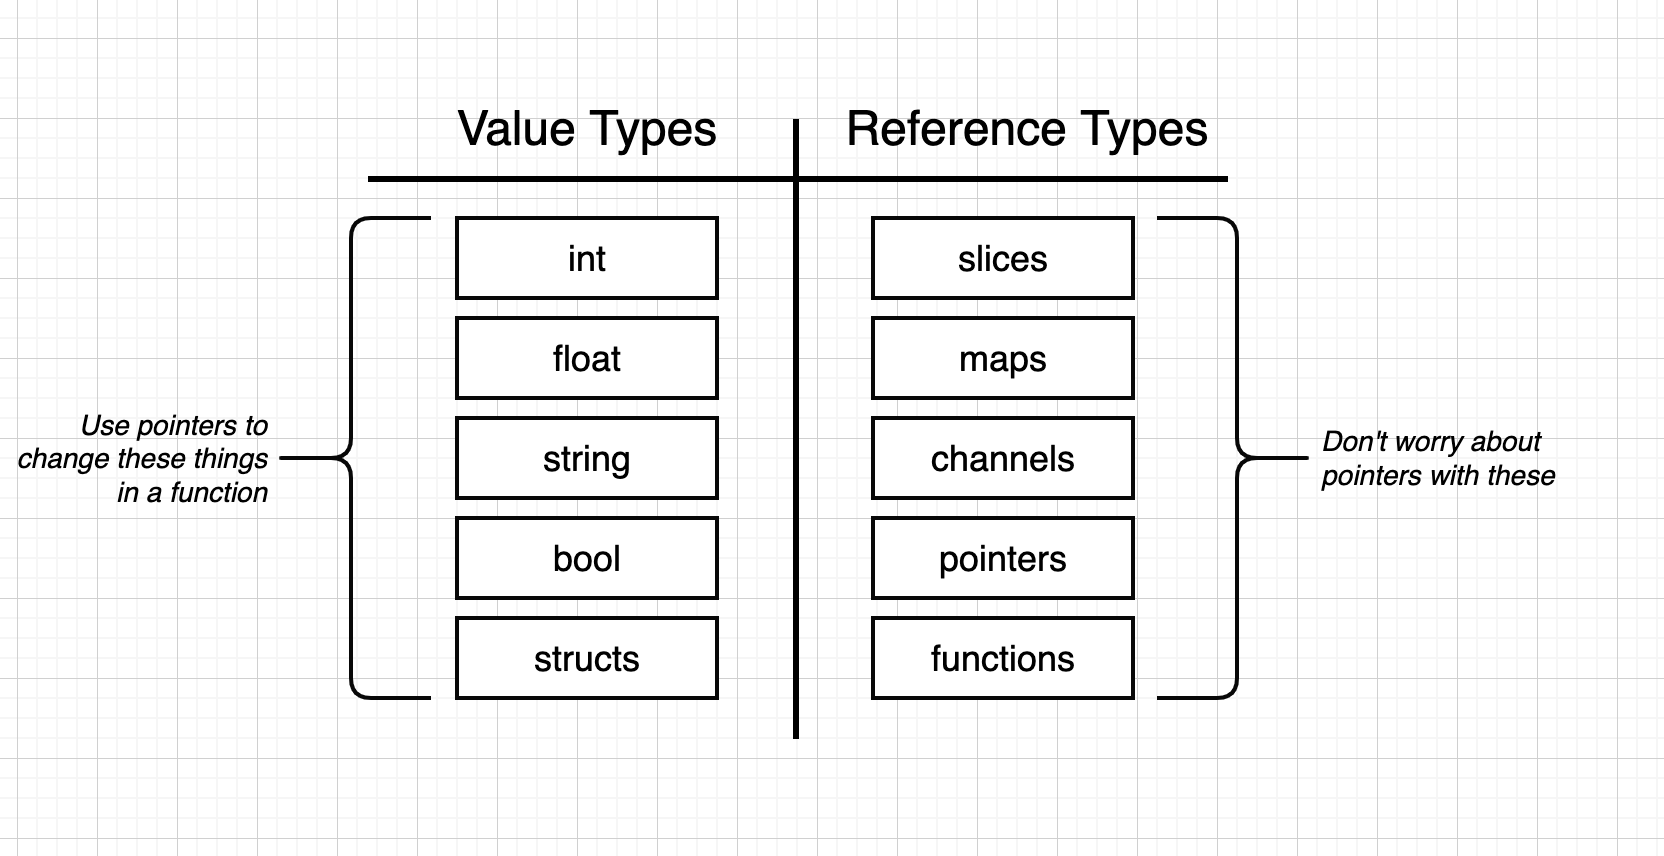 Value Types
Reference Types
int
slices
float
maps
string
channels
bool
pointers
structs
functions
Use pointers to
change these things
in a function
Don't worry about
pointers with these